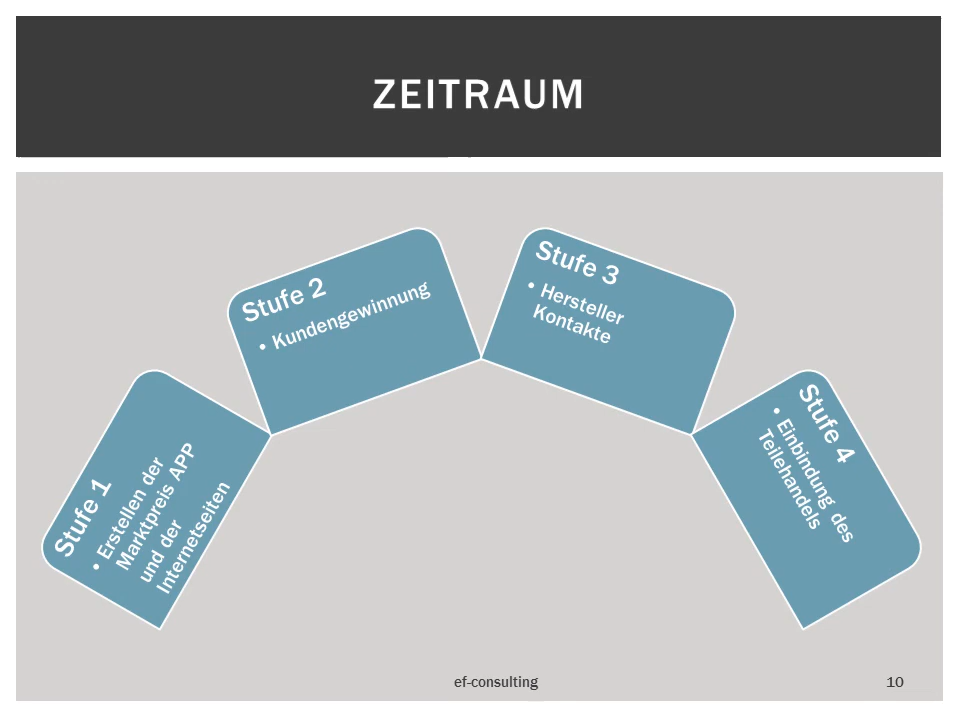 ZEITRAUM
Stufe 1
• Erstellen der
Marktpreis APP
und der
Internetseiten
Stufe 2
• Kundengewinnung
Stufe 3
• Hersteller
Kontakte
Stufe 4
• Einbindung des
Teilehandels
ef-consulting
10